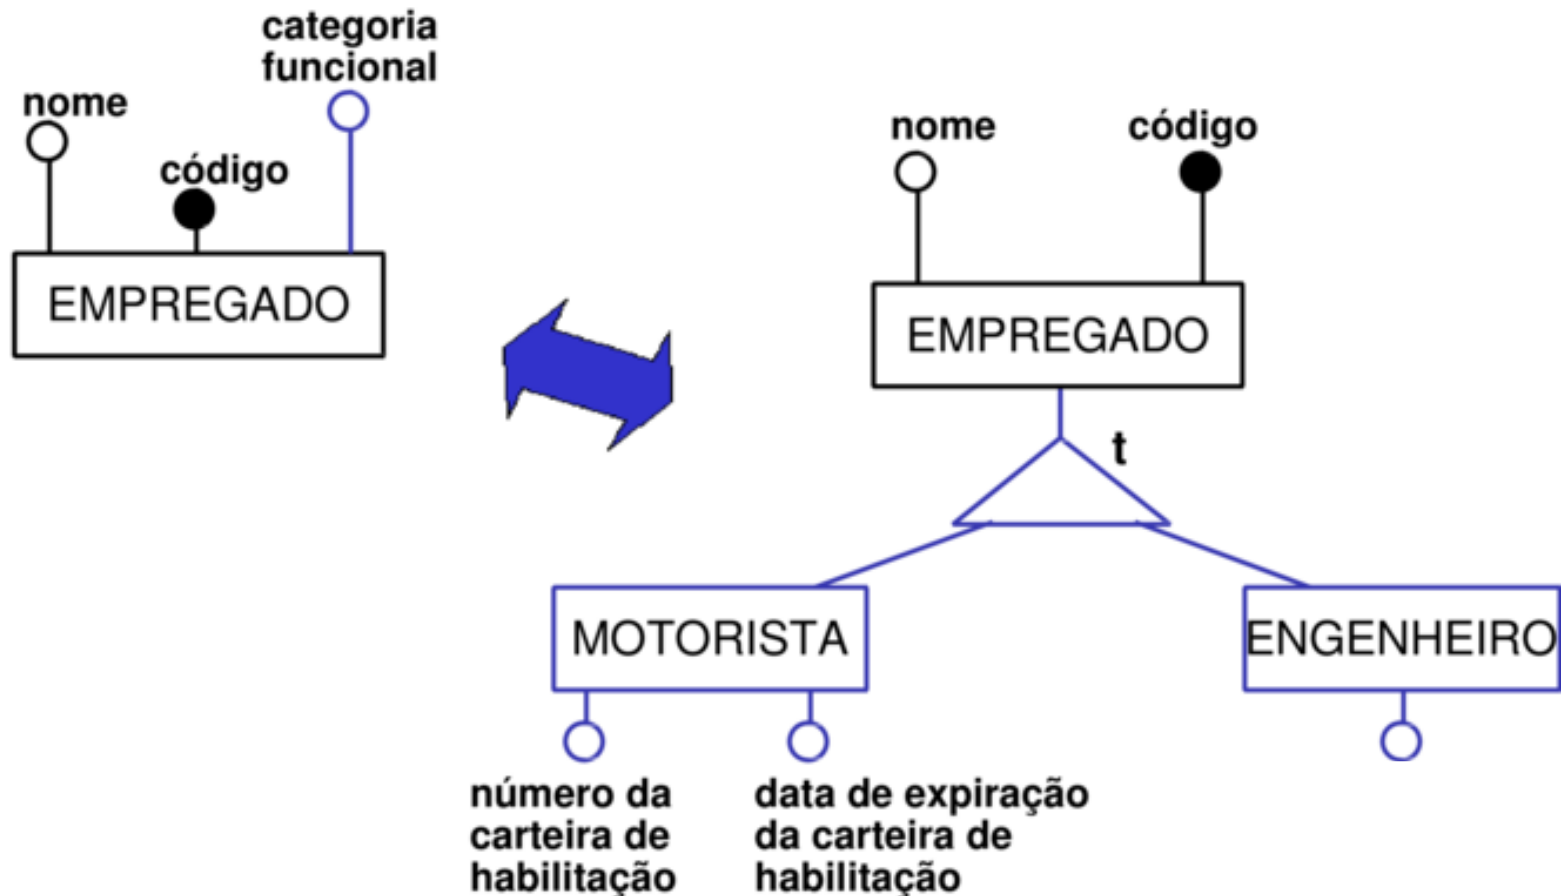 categoria
funcional
nome
código
EMPREGADO
nome
código
EMPREGADO
t
MOTORISTA
ENGENHEIRO
número da
carteira de
habilitação
data de expiração
da carteira de
habilitação